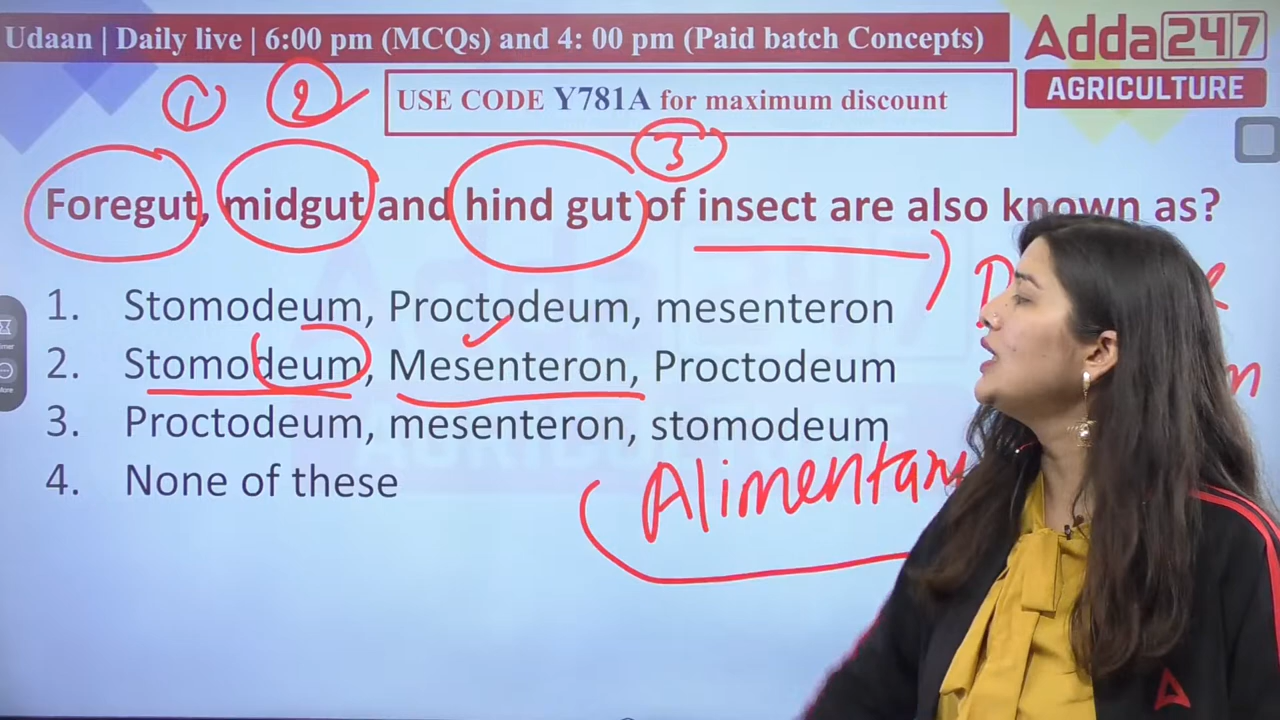 Udaan | Daily live | 6:00 pm (MCQs) and 4: 00 pm (Paid batch Concepts)
Adda 247
AGRICULTURE
USE CODE Y781A for maximum discount
1 2
3
Foregut, midgut and hind gut of insect are also known as?
1. Stomodeum, Proctodeum, mesenteron
2. Stomodeum, Mesenteron, Proctodeum
3. Proctodeum, mesenteron, stomodeum
4. None of these